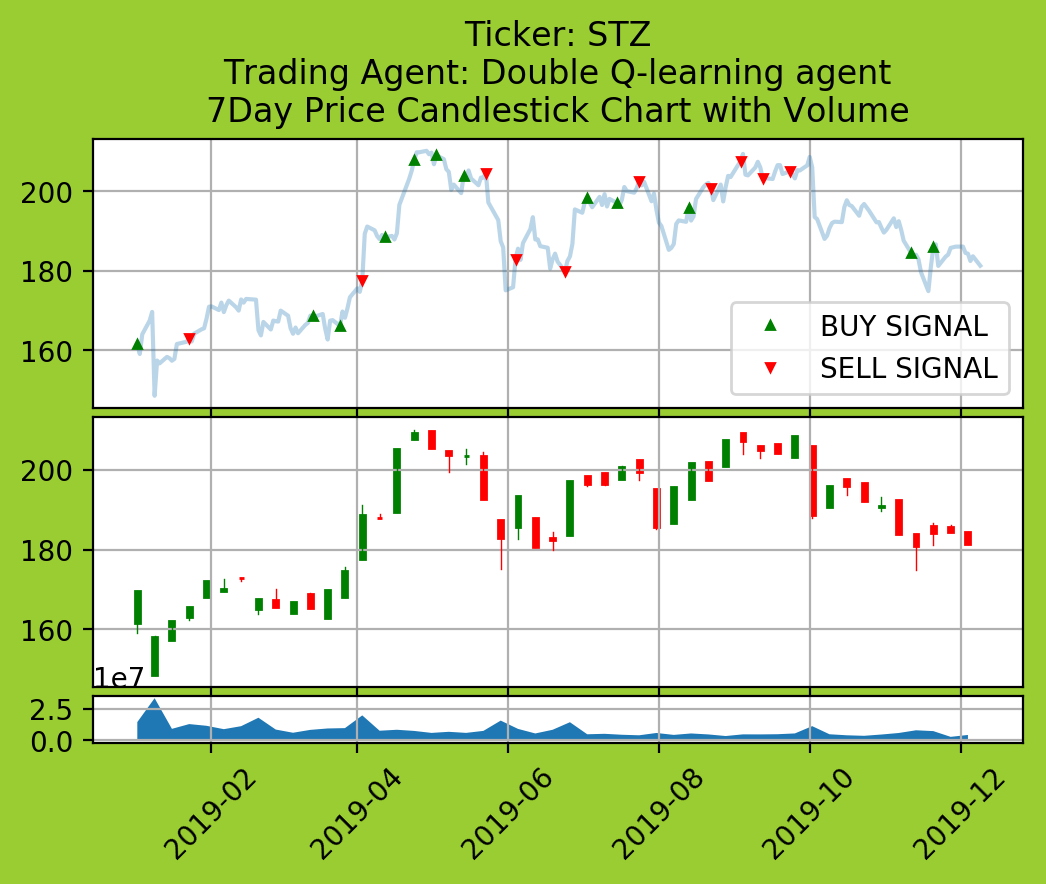 Ticker: STZ
Trading Agent: Double Q-learning agent
7Day Price Candlestick Chart with Volume
200
180
160
BUY SIGNAL
SELL SIGNAL
200
180
160
1e7
2.5
0.0
2019-02
2019-04
2019-06
2019-08
2019-10
2019-12